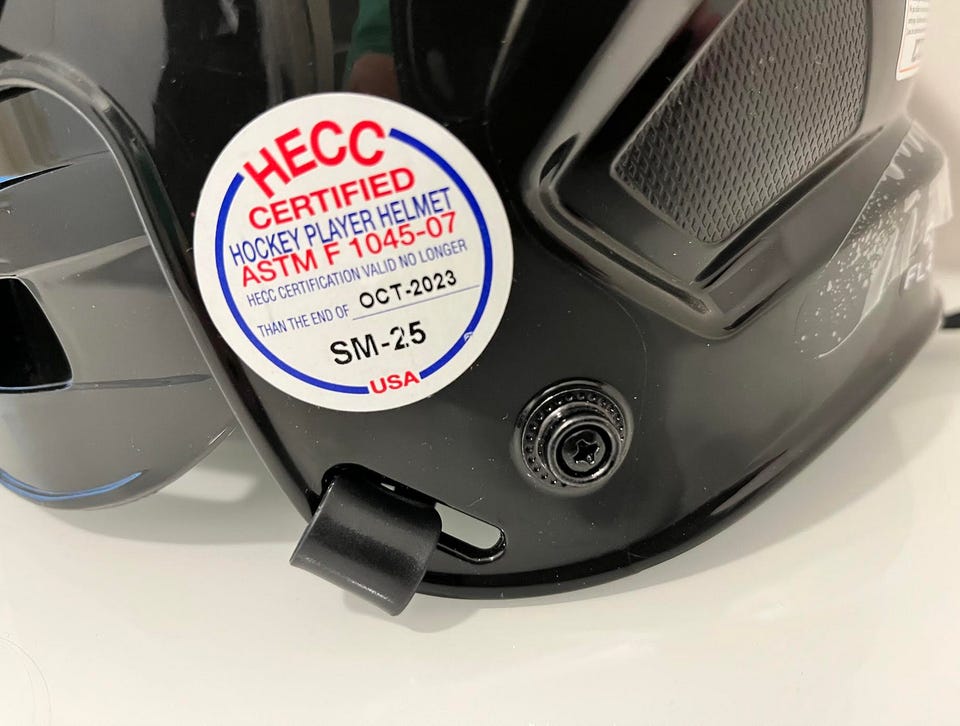 HECC
CERTIFIED
HOCKEY PLAYER HELMET
ASTM F 1045-07
HECC CERTIFICATION VALID NO LONGER
THAN THE END OF OCT-2023
SM-25
USA